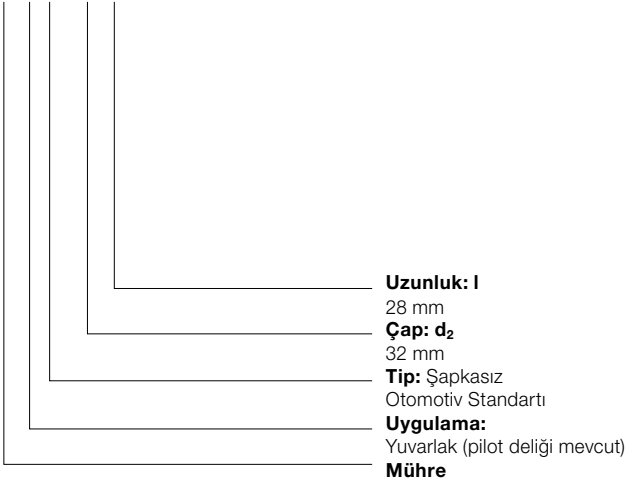 Uzunluk: l
28 mm
Çap: d₂
32 mm
Tip: Şapkasız
Otomotiv Standartı
Uygulama:
Yuvarlak (pilot deliği mevcut)
Mühre